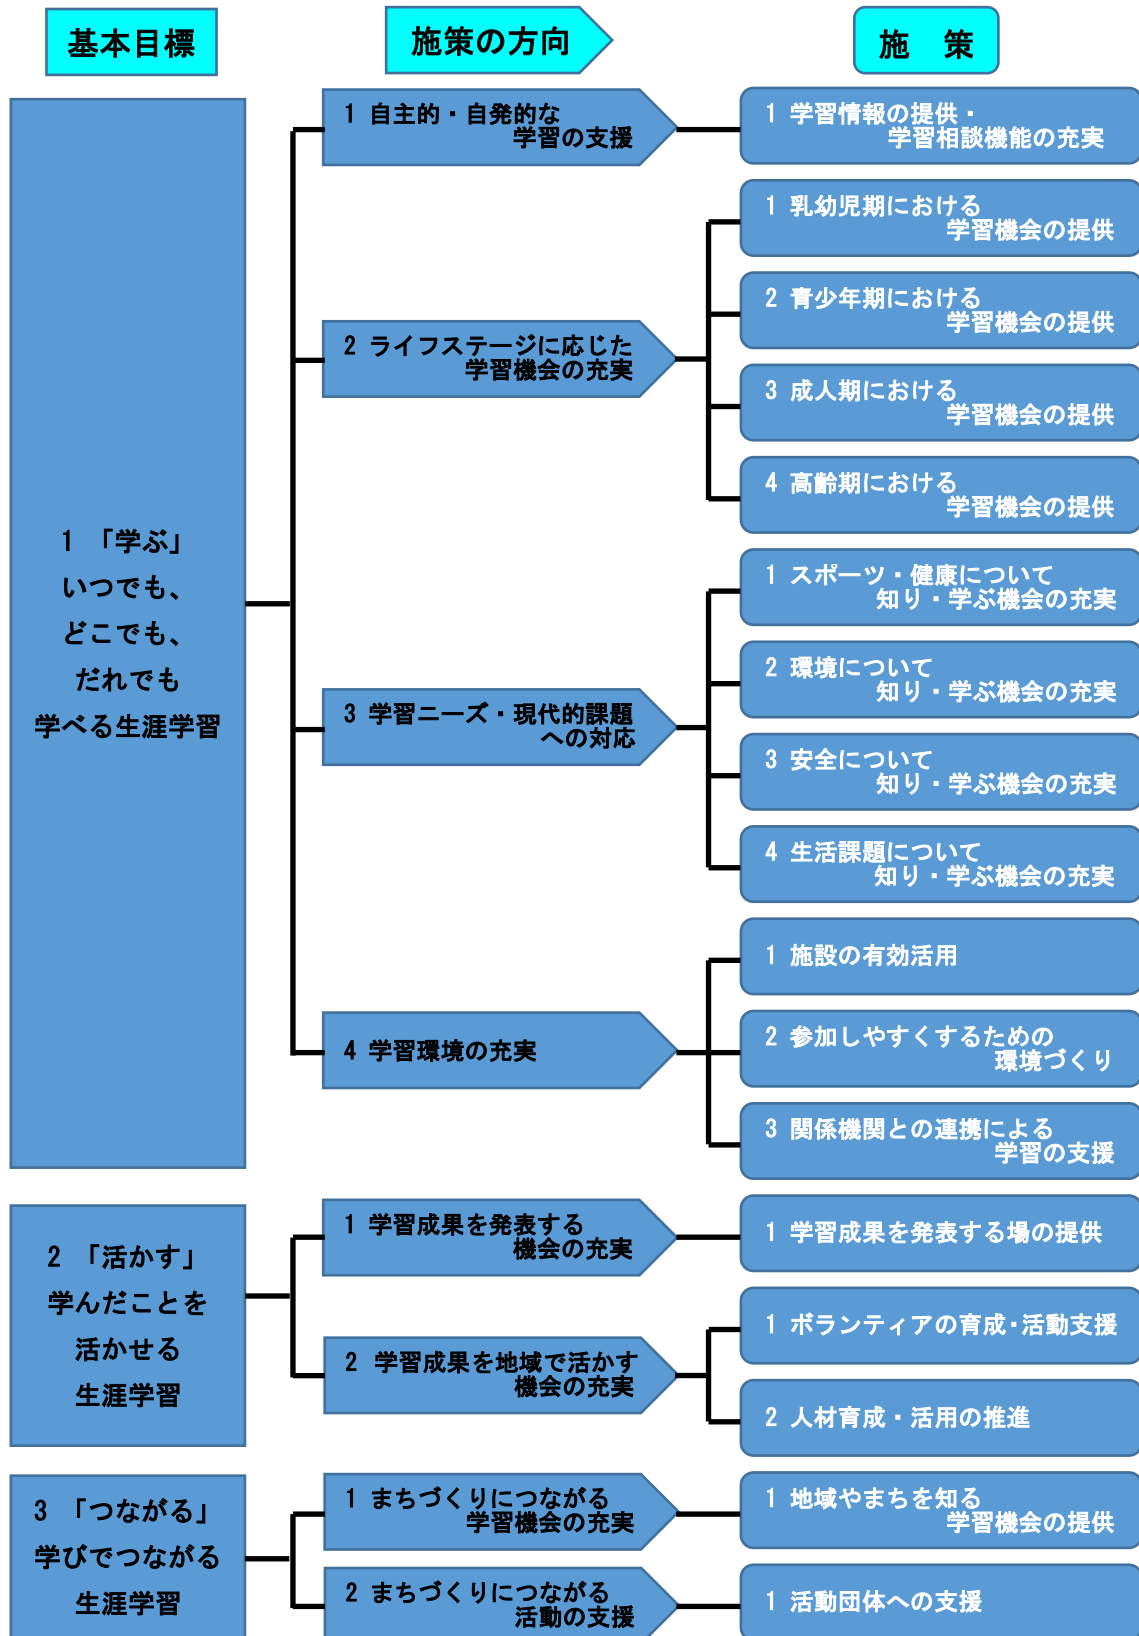 基本目標
施策の方向
施　策
1 「学ぶ」
いつでも、
どこでも、
だれでも
学べる生涯学習
1 自主的・自発的な
学習の支援
1 学習情報の提供・
学習相談機能の充実
2 ライフステージに応じた
学習機会の充実
1 乳幼児期における
学習機会の提供
2 青少年期における
学習機会の提供
3 成人期における
学習機会の提供
4 高齢期における
学習機会の提供
3 学習ニーズ・現代的課題
への対応
1 スポーツ・健康について
知り・学ぶ機会の充実
2 環境について
知り・学ぶ機会の充実
3 安全について
知り・学ぶ機会の充実
4 生活課題について
知り・学ぶ機会の充実
4 学習環境の充実
1 施設の有効活用
2 参加しやすくするための
環境づくり
3 関係機関との連携による
学習の支援
2 「活かす」
学んだことを
活かせる
生涯学習
1 学習成果を発表する
機会の充実
1 学習成果を発表する場の提供
2 学習成果を地域で活かす
機会の充実
1 ボランティアの育成・活動支援
2 人材育成・活用の推進
3 「つながる」
学びでつながる
生涯学習
1 まちづくりにつながる
学習機会の充実
1 地域やまちを知る
学習機会の提供
2 まちづくりにつながる
活動の支援
1 活動団体への支援